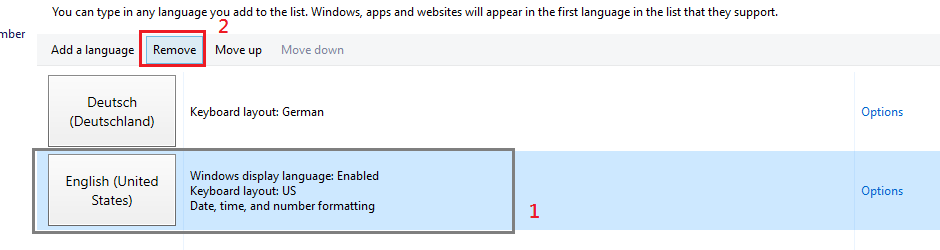 You can type in any language you add to the list. Windows, apps and websites will appear in the first language in the list that they support.
mber
2
Add a language Remove Move up Move down
Deutsch
(Deutschland)
Keyboard layout: German
Options
English (United
States)
Windows display language: Enabled
Keyboard layout: US
Date, time, and number formatting
Options
1